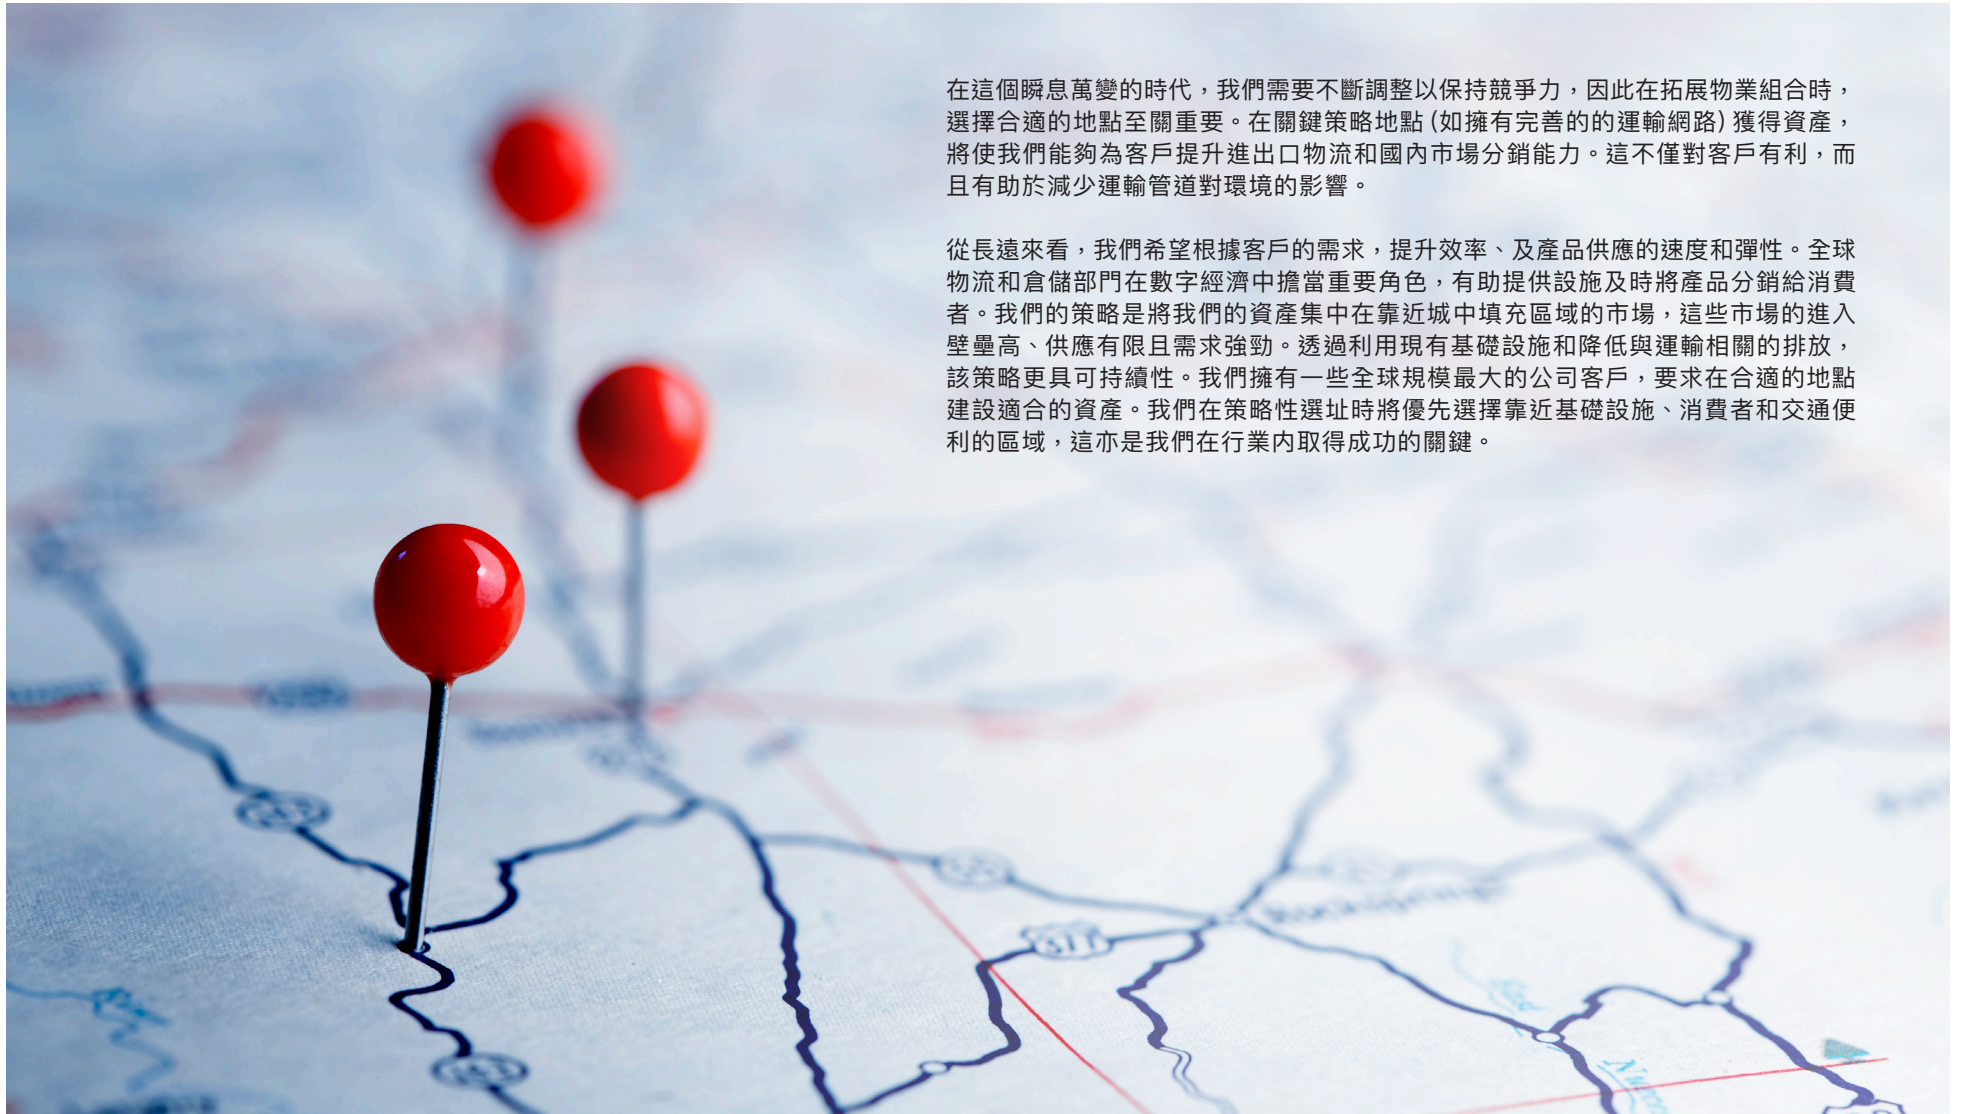 在這個瞬息萬變的時代，我們需要不斷調整以保持競爭力，因此在拓展物業組合時，
選擇合適的地點至關重要。在關鍵策略地點 (如擁有完善的的運輸網路) 獲得資產，
將使我們能夠為客戶提升進出口物流和國內市場分銷能力。這不僅對客戶有利，而
且有助於減少運輸管道對環境的影響。
從長遠來看，我們希望根據客戶的需求，提升效率、及產品供應的速度和彈性。全球
物流和倉儲部門在數字經濟中擔當重要角色，有助提供設施及時將產品分銷給消費
者。我們的策略是將我們的資產集中在靠近城中填充區域的市場，這些市場的進入
壁壘高、供應有限且需求強勁。透過利用現有基礎設施和降低與運輸相關的排放，
該策略更具可持續性。我們擁有一些全球規模最大的公司客戶，要求在合適的地點
建設適合的資產。我們在策略性選址時將優先選擇靠近基礎設施、消費者和交通便
利的區域，這亦是我們在行業内取得成功的關鍵。
55
Rocksprings
377